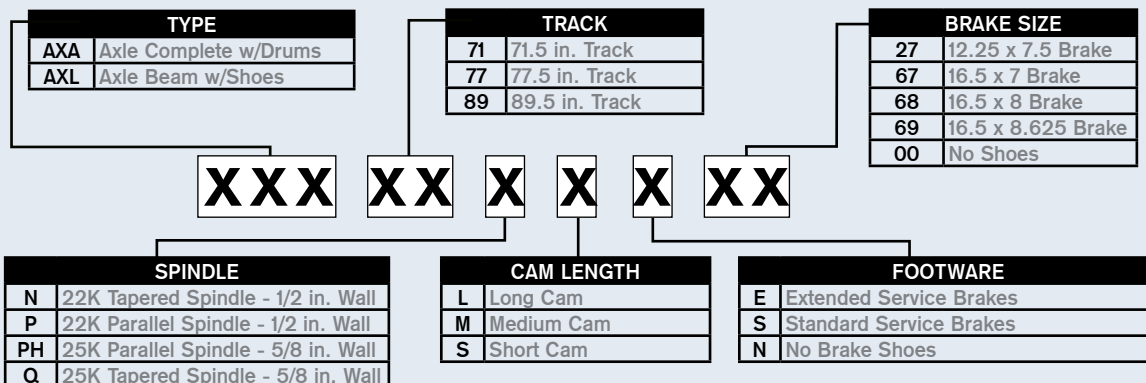 TYPE
AXA Axle Complete w/Drums
AXL Axle Beam w/Shoes
TRACK
71 71.5 in. Track
77 77.5 in. Track
89 89.5 in. Track
BRAKE SIZE
27 12.25 x 7.5 Brake
67 16.5 x 7 Brake
68 16.5 x 8 Brake
69 16.5 x 8.625 Brake
00 No Shoes
XXX XX X X X XX
SPINDLE
N 22K Tapered Spindle - 1/2 in. Wall
P 22K Parallel Spindle - 1/2 in. Wall
PH 25K Parallel Spindle - 5/8 in. Wall
Q 25K Tapered Spindle - 5/8 in. Wall
CAM LENGTH
L Long Cam
M Medium Cam
S Short Cam
FOOTWARE
E Extended Service Brakes
S Standard Service Brakes
N No Brake Shoes